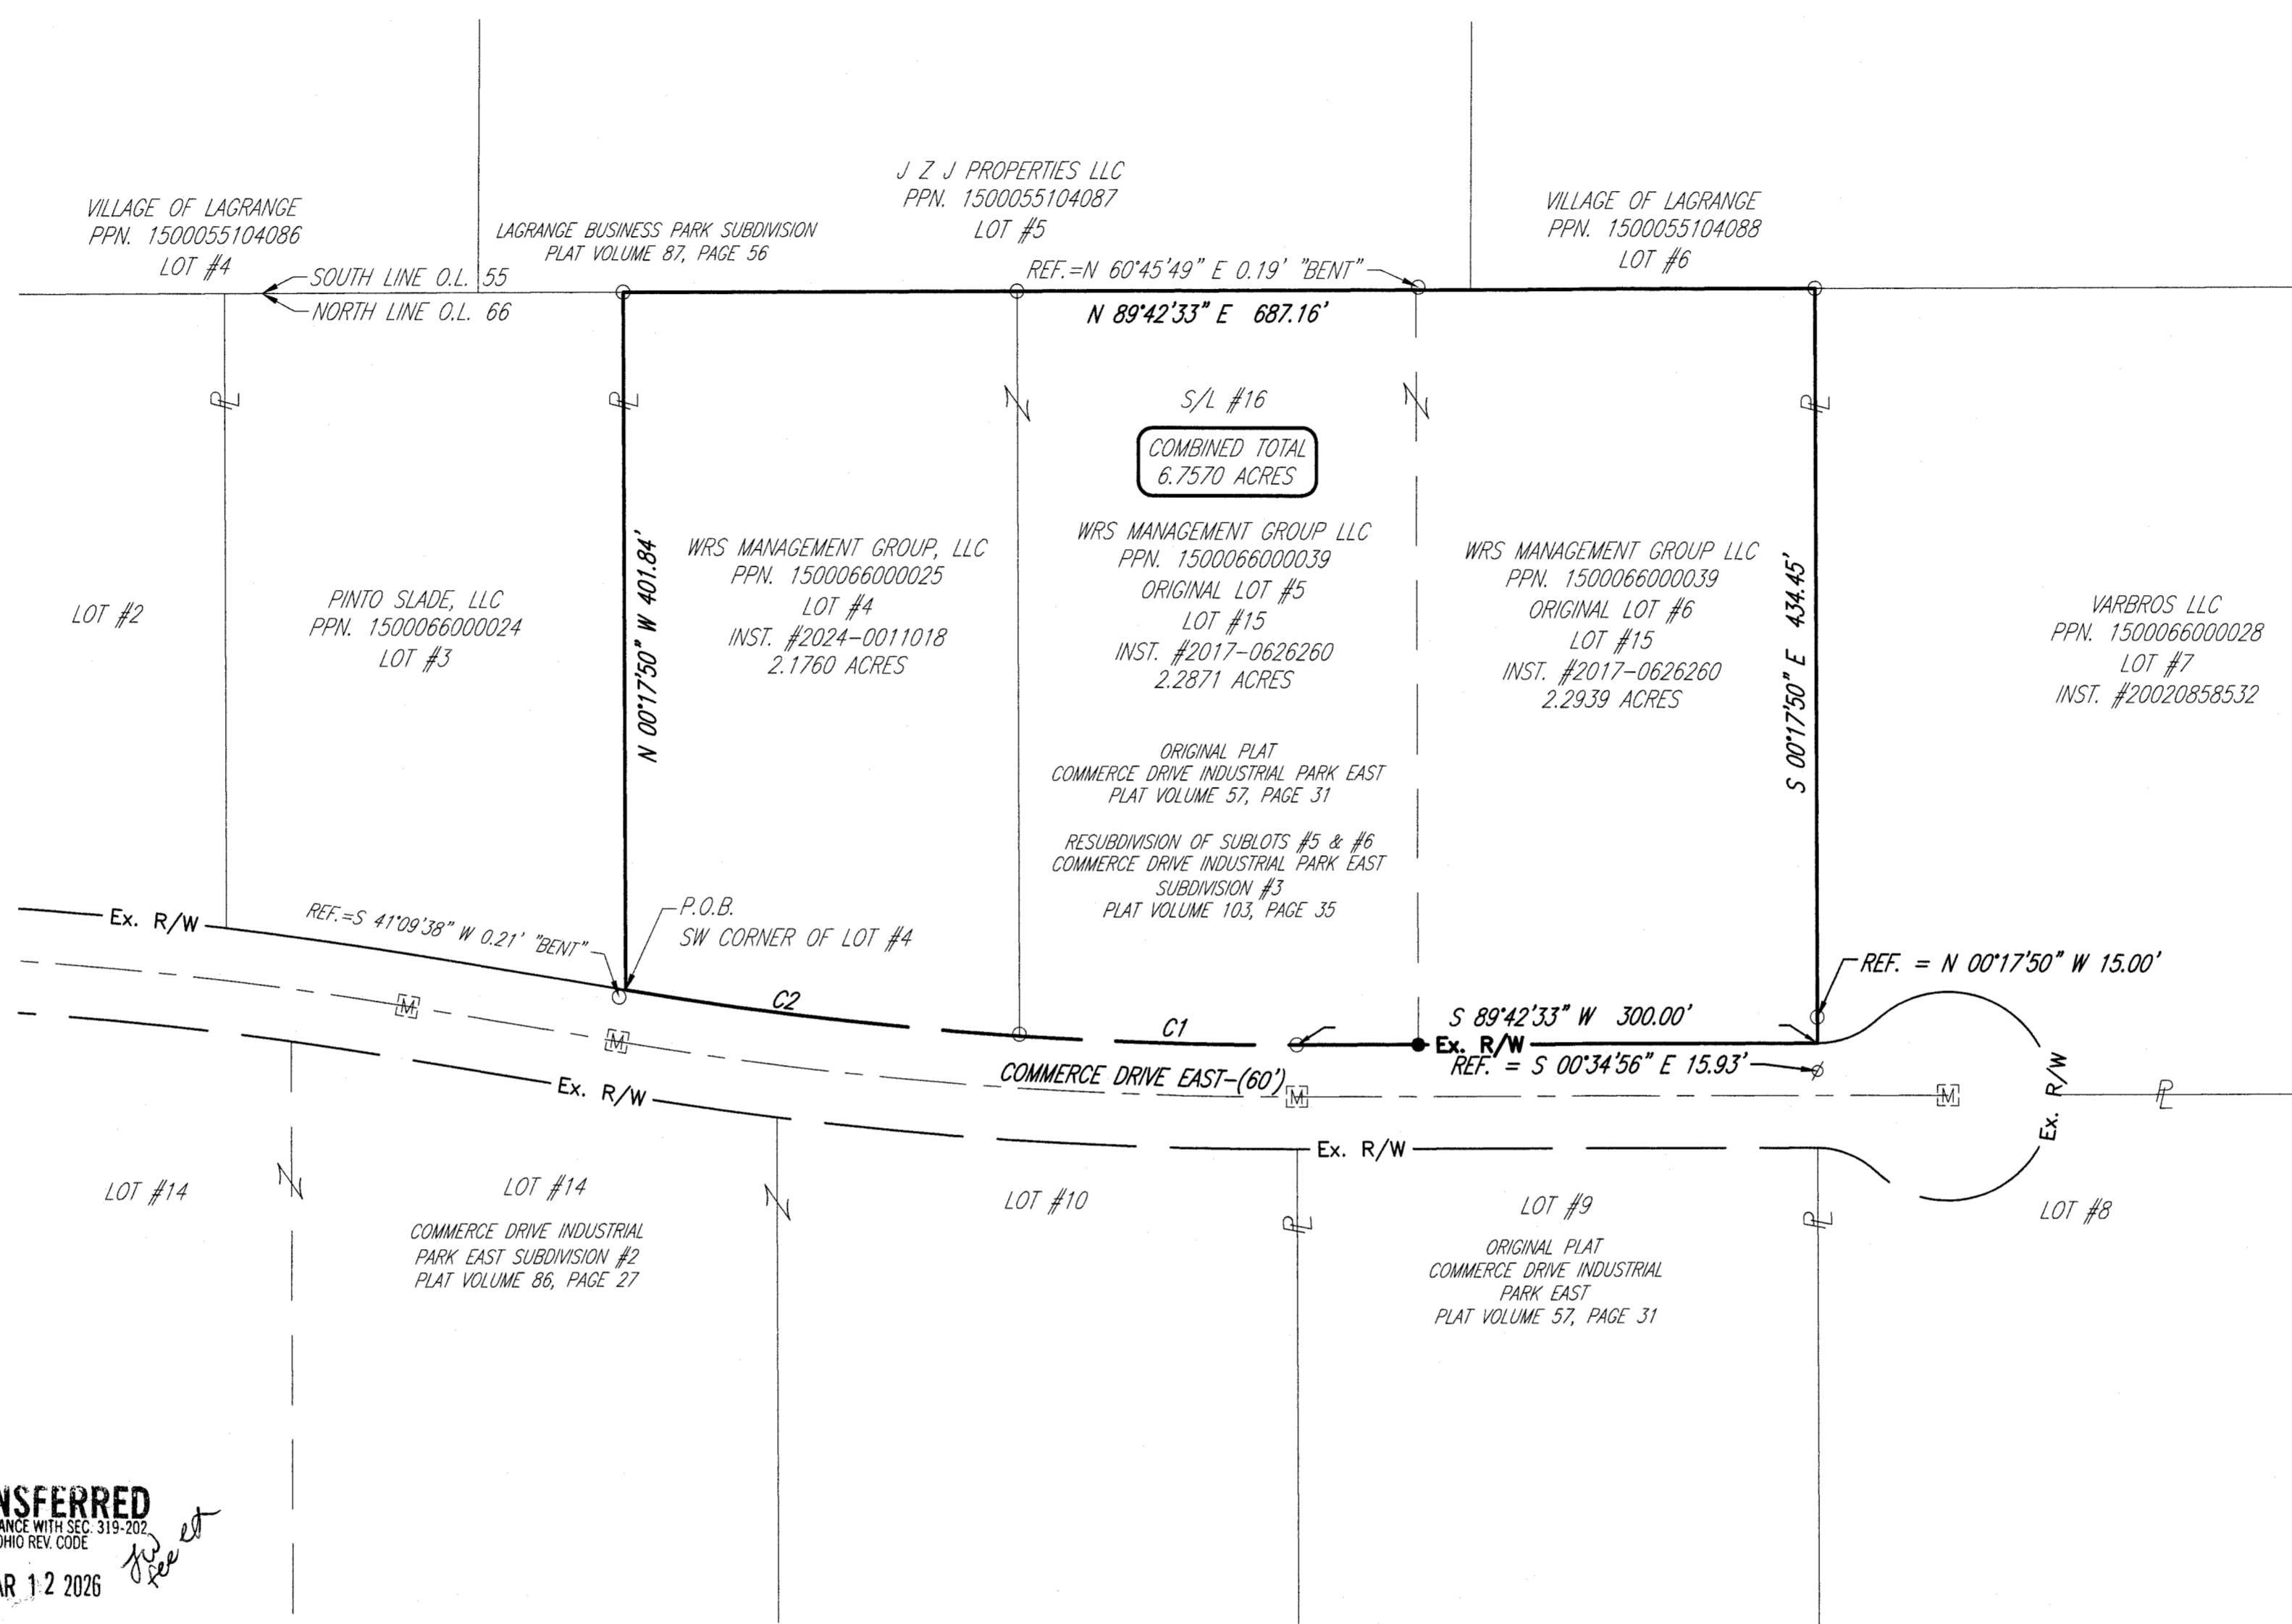 J Z J PROPERTIES LLC
PPN. 1500055104087
LOT #5
VILLAGE OF LAGRANGE
PPN. 1500055104086
LOT #4
LAGRANGE BUSINESS PARK SUBDIVISION
PLAT VOLUME 87, PAGE 56
VILLAGE OF LAGRANGE
PPN. 1500055104088
LOT #6
SOUTH LINE O.L. 55
NORTH LINE O.L. 66
REF.=N 60°45'49" E 0.19' "BENT"
N 89°42'33" E 687.16'
S/L #16
COMBINED TOTAL
6.7570 ACRES
LOT #2
PINTO SLADE, LLC
PPN. 1500066000024
LOT #3
N 00°17'50" W 401.84'
WRS MANAGEMENT GROUP, LLC
PPN. 1500066000025
LOT #4
INST. #2024-0011018
2.1760 ACRES
WRS MANAGEMENT GROUP LLC
PPN. 1500066000039
ORIGINAL LOT #5
LOT #15
INST. #2017-0626260
2.2871 ACRES
WRS MANAGEMENT GROUP LLC
PPN. 1500066000039
ORIGINAL LOT #6
LOT #15
INST. #2017-0626260
2.2939 ACRES
S 00°17'50" E 434.45'
VARBROS LLC
PPN. 1500066000028
LOT #7
INST. #20020858532
ORIGINAL PLAT
COMMERCE DRIVE INDUSTRIAL PARK EAST
PLAT VOLUME 57, PAGE 31
RESUBDIVISION OF SUBLOTS #5 & #6
COMMERCE DRIVE INDUSTRIAL PARK EAST
SUBDIVISION #3
PLAT VOLUME 103, PAGE 35
Ex. R/W
REF.=S 41°09'38" W 0.21' "BENT"
P.O.B.
SW CORNER OF LOT #4
REF. = N 00°17'50" W 15.00'
C2
C1
S 89°42'33" W 300.00'
Ex. R/W
REF. = S 00°34'56" E 15.93'
COMMERCE DRIVE EAST-(60')
M
M
M
M
Ex. R/W
Ex. R/W
Ex. R/W
LOT #14
LOT #14
COMMERCE DRIVE INDUSTRIAL
PARK EAST SUBDIVISION #2
PLAT VOLUME 86, PAGE 27
LOT #10
LOT #9
ORIGINAL PLAT
COMMERCE DRIVE INDUSTRIAL
PARK EAST
PLAT VOLUME 57, PAGE 31
LOT #8
NSFERRED
ANCE WITH SEC. 319-202
OHIO REV. CODE
AR 12 2026